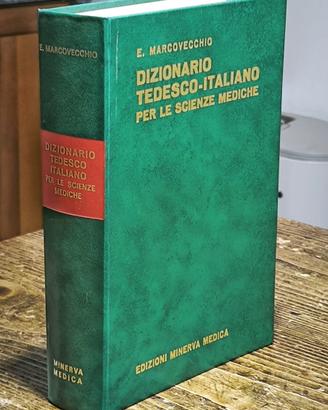 E. MARCOVECCHIO
DIZIONARIO
TEDESCO
ITALIANO
PER LE SCIENZE
MEDICHE
MINERVA
MEDICA
E. MARCOVECCHIO
DIZIONARIO
TEDESCO-ITALIANO
PER LE SCIENZE MEDICHE
EDIZIONI MINERVA MEDICA